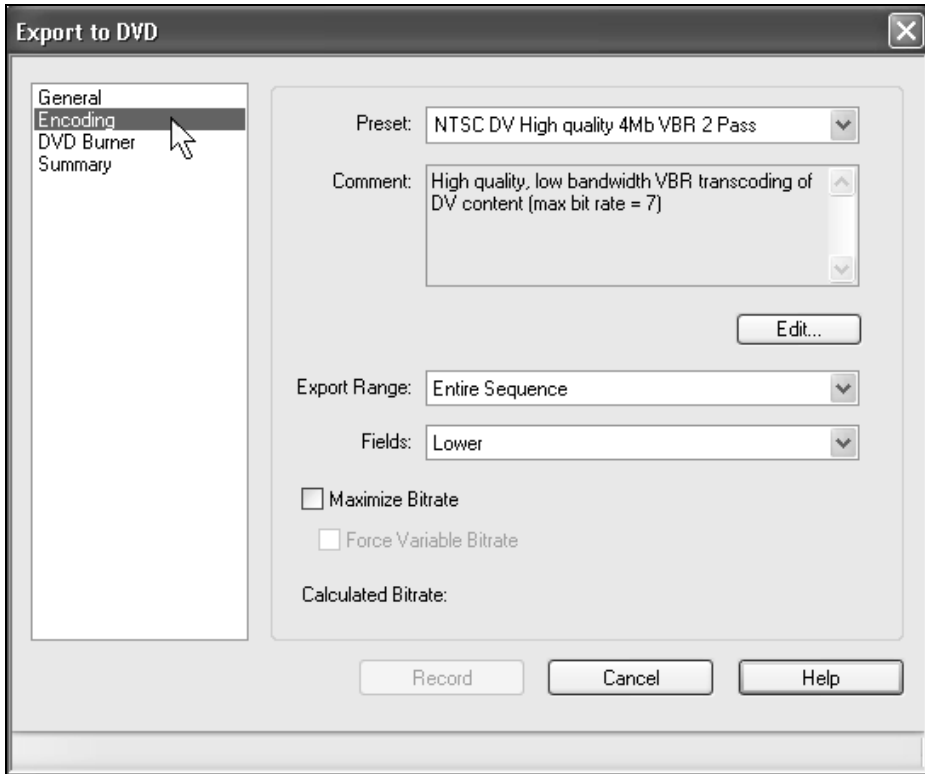 Export to DVD
General
Encoding
DVD Burner
Summary
Preset: NTSC DV High quality 4Mb VBR 2 Pass
Comment: High quality, low bandwidth VBR transcoding of
DV content (max bit rate = 7)
Edit...
Export Range: Entire Sequence
Fields: Lower
Maximize Bitrate
Force Variable Bitrate
Calculated Bitrate:
Record Cancel Help